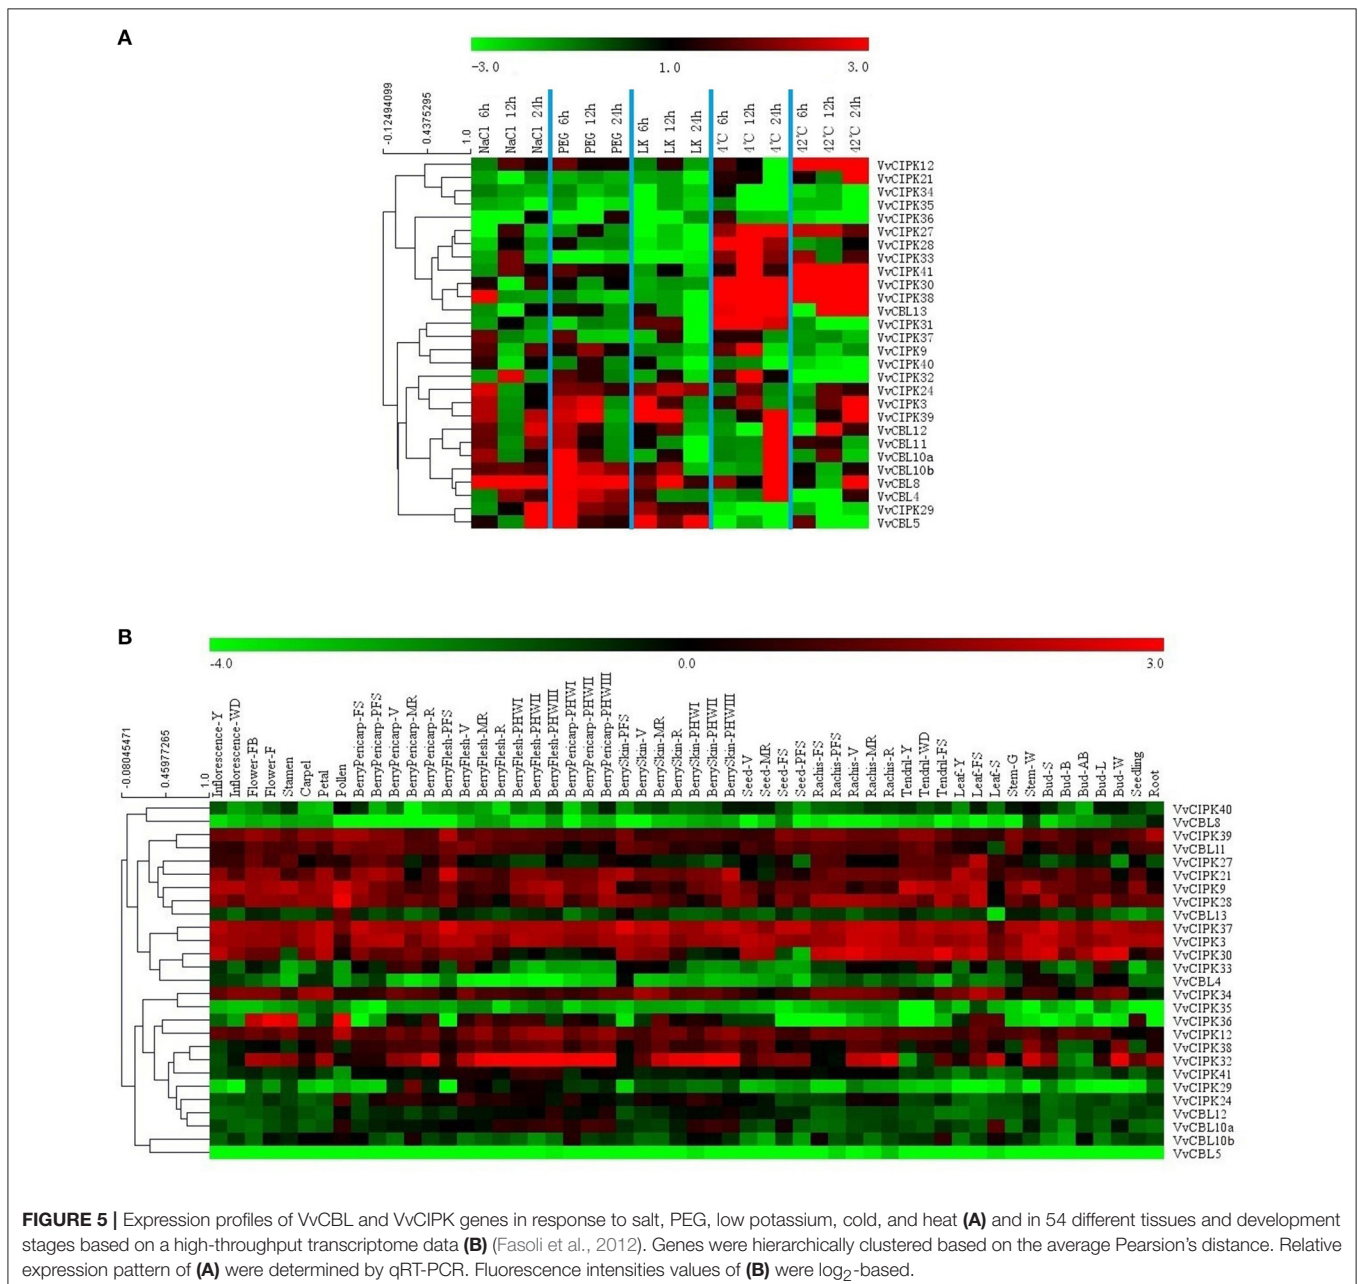 A
-3.0 1.0 3.0
-0.12494099
0.4375295
1.0
NaCl 6h
NaCl 12h
NaCl 24h
PEG 6h
PEG 12h
PEG 24h
LK 6h
LK 12h
LK 24h
4℃ 6h
4℃ 12h
4℃ 24h
42℃ 6h
42℃ 12h
42℃ 24h
VvCIPK12
VvCIPK21
VvCIPK34
VvCIPK35
VvCIPK36
VvCIPK27
VvCIPK28
VvCIPK33
VvCIPK41
VvCIPK30
VvCIPK38
VvCBL13
VvCIPK31
VvCIPK37
VvCIPK9
VvCIPK40
VvCIPK32
VvCIPK24
VvCIPK3
VvCIPK39
VvCBL12
VvCBL11
VvCBL10a
VvCBL10b
VvCBL8
VvCBL4
VvCIPK29
VvCBL5
B
-4.0 0.0 3.0
-0.08045471
0.45977265
1.0
Inflorescence-Y
Inflorescence-WD
Flower-FB
Flower-F
Stamen
Carpel
Petal
Pollen
BerryPericarp-FS
BerryPericarp-PFS
BerryPericarp-V
BerryPericarp-MR
BerryPericarp-R
BerryFlesh-PFS
BerryFlesh-V
BerryFlesh-MR
BerryFlesh-R
BerryFlesh-PHWI
BerryFlesh-PHWII
BerryFlesh-PHWIII
BerryPericarp-PHWI
BerryPericarp-PHWII
BerryPericarp-PHWIII
BerrySkin-PFS
BerrySkin-V
BerrySkin-MR
BerrySkin-R
BerrySkin-PHWI
BerrySkin-PHWII
BerrySkin-PHWIII
Seed-V
Seed-MR
Seed-FS
Seed-PFS
Rachis-FS
Rachis-PFS
Rachis-V
Rachis-MR
Rachis-R
Tendril-Y
Tendril-WD
Tendril-FS
Leaf-Y
Leaf-FS
Leaf-S
Stem-G
Stem-W
Bud-S
Bud-B
Bud-AB
Bud-L
Bud-W
Seedling
Root
VvCIPK40
VvCBL8
VvCIPK39
VvCBL11
VvCIPK27
VvCIPK21
VvCIPK9
VvCIPK28
VvCBL13
VvCIPK37
VvCIPK3
VvCIPK30
VvCIPK33
VvCBL4
VvCIPK34
VvCIPK35
VvCIPK36
VvCIPK12
VvCIPK38
VvCIPK32
VvCIPK41
VvCIPK29
VvCIPK24
VvCBL12
VvCBL10a
VvCBL10b
VvCBL5
FIGURE 5 | Expression profiles of VvCBL and VvCIPK genes in response to salt, PEG, low potassium, cold, and heat (A) and in 54 different tissues and development
stages based on a high-throughput transcriptome data (B) (Fasoli et al., 2012). Genes were hierarchically clustered based on the average Pearsion's distance. Relative
expression pattern of (A) were determined by qRT-PCR. Fluorescence intensities values of (B) were log2-based.